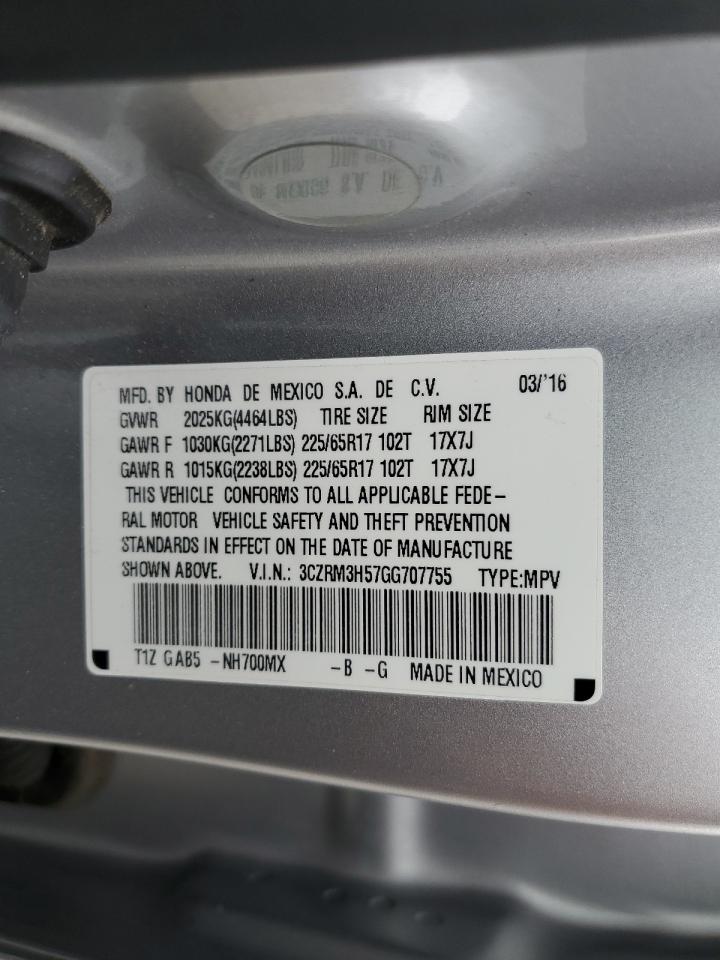 MFD. BY HONDA DE MEXICO S.A. DE C.V. 03/'16
GVWR 2025KG(4464LBS) TIRE SIZE RIM SIZE
GAWR F 1030KG(2271LBS) 225/65R17 102T 17X7J
GAWR R 1015KG(2238LBS) 225/65R17 102T 17X7J
THIS VEHICLE CONFORMS TO ALL APPLICABLE FEDE-
RAL MOTOR VEHICLE SAFETY AND THEFT PREVENTION
STANDARDS IN EFFECT ON THE DATE OF MANUFACTURE
SHOWN ABOVE. V.I.N.: 3CZRM3H57GG707755 TYPE:MPV
T1Z GAB5 -NH700MX -B -G MADE IN MEXICO